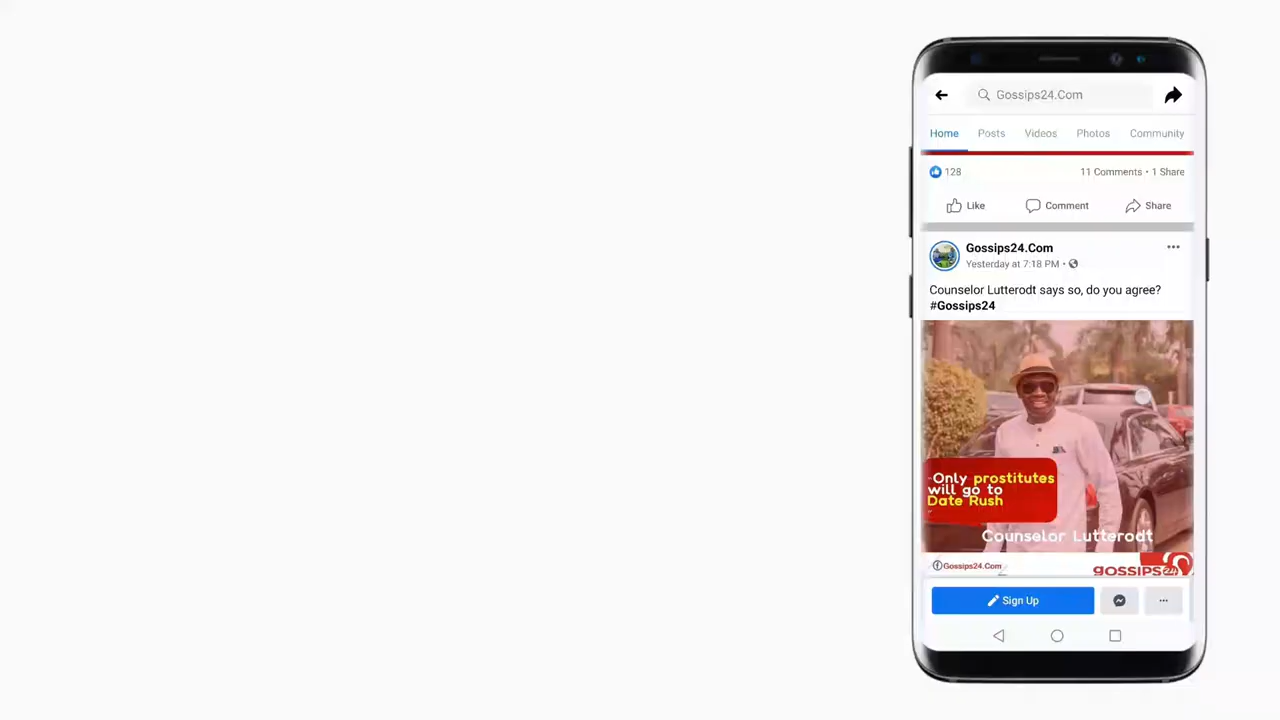 Gossips24.Com
Home Posts Videos Photos Community
128 11 Comments • 1 Share
Like Comment Share
Gossips24.Com
Yesterday at 7:18 PM •
Counselor Lutterodt says so, do you agree?
#Gossips24
Only prostitutes
will go to
Date Rush
Counselor Lutterodt
Gossips24.Com
gossips24
Sign Up